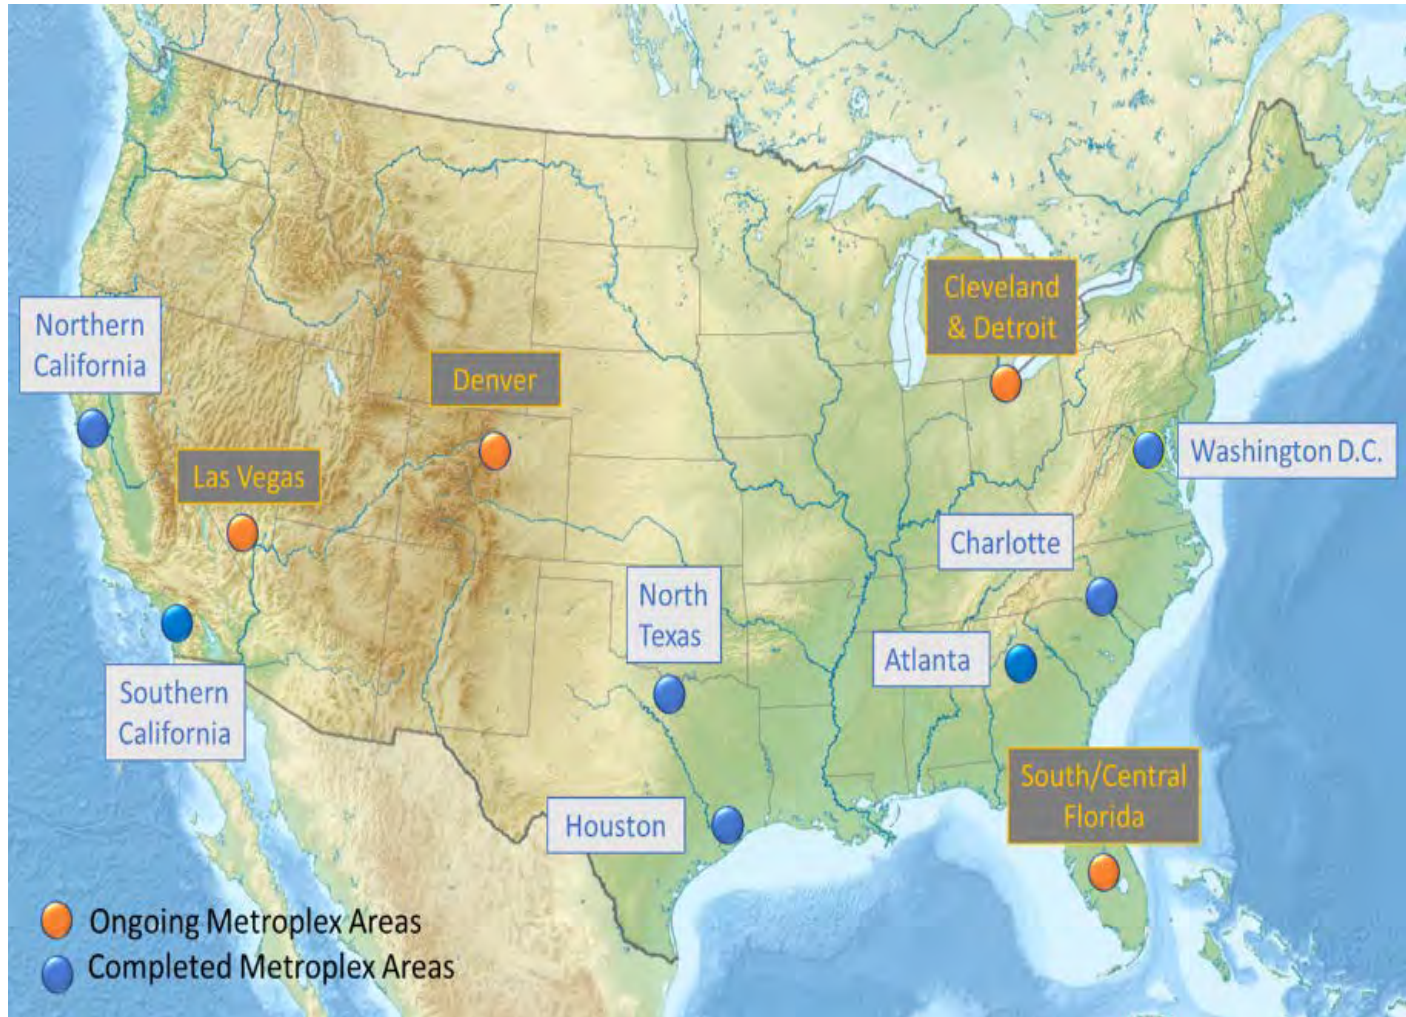 Cleveland
& Detroit
Northern
California
Denver
Las Vegas
Washington D.C.
Charlotte
North
Texas
Atlanta
Southern
California
South/Central
Florida
Houston
Ongoing Metroplex Areas
Completed Metroplex Areas